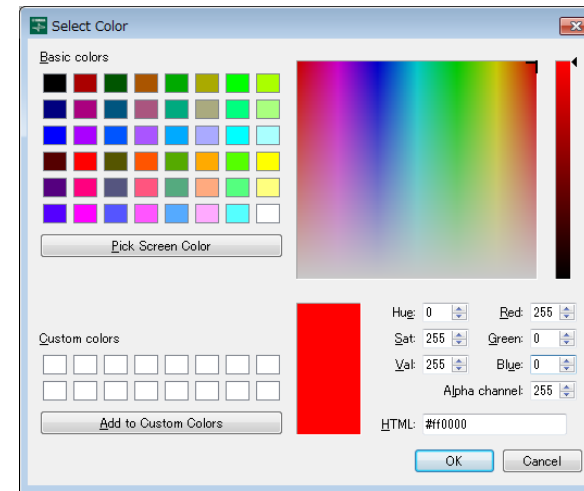 Select Color
Basic colors
Pick Screen Color
Custom colors
Add to Custom Colors
Hue: 0
Red: 255
Sat: 255
Green: 0
Val: 255
Blue: 0
Alpha channel: 255
HTML: #ff0000
OK
Cancel